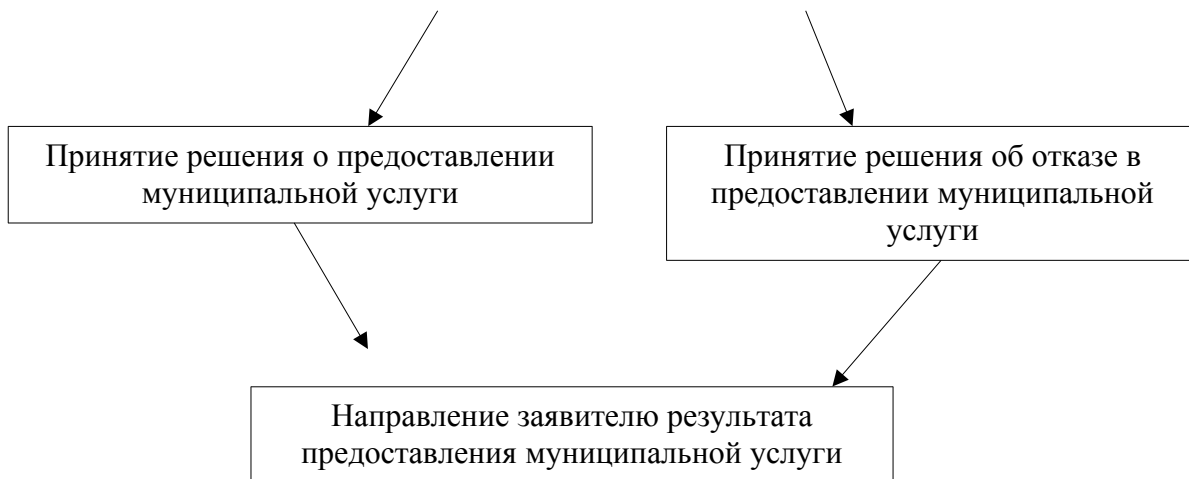 Принятие решения о предоставлении
муниципальной услуги
Принятие решения об отказе в
предоставлении муниципальной
услуги
Направление заявителю результата
предоставления муниципальной услуги